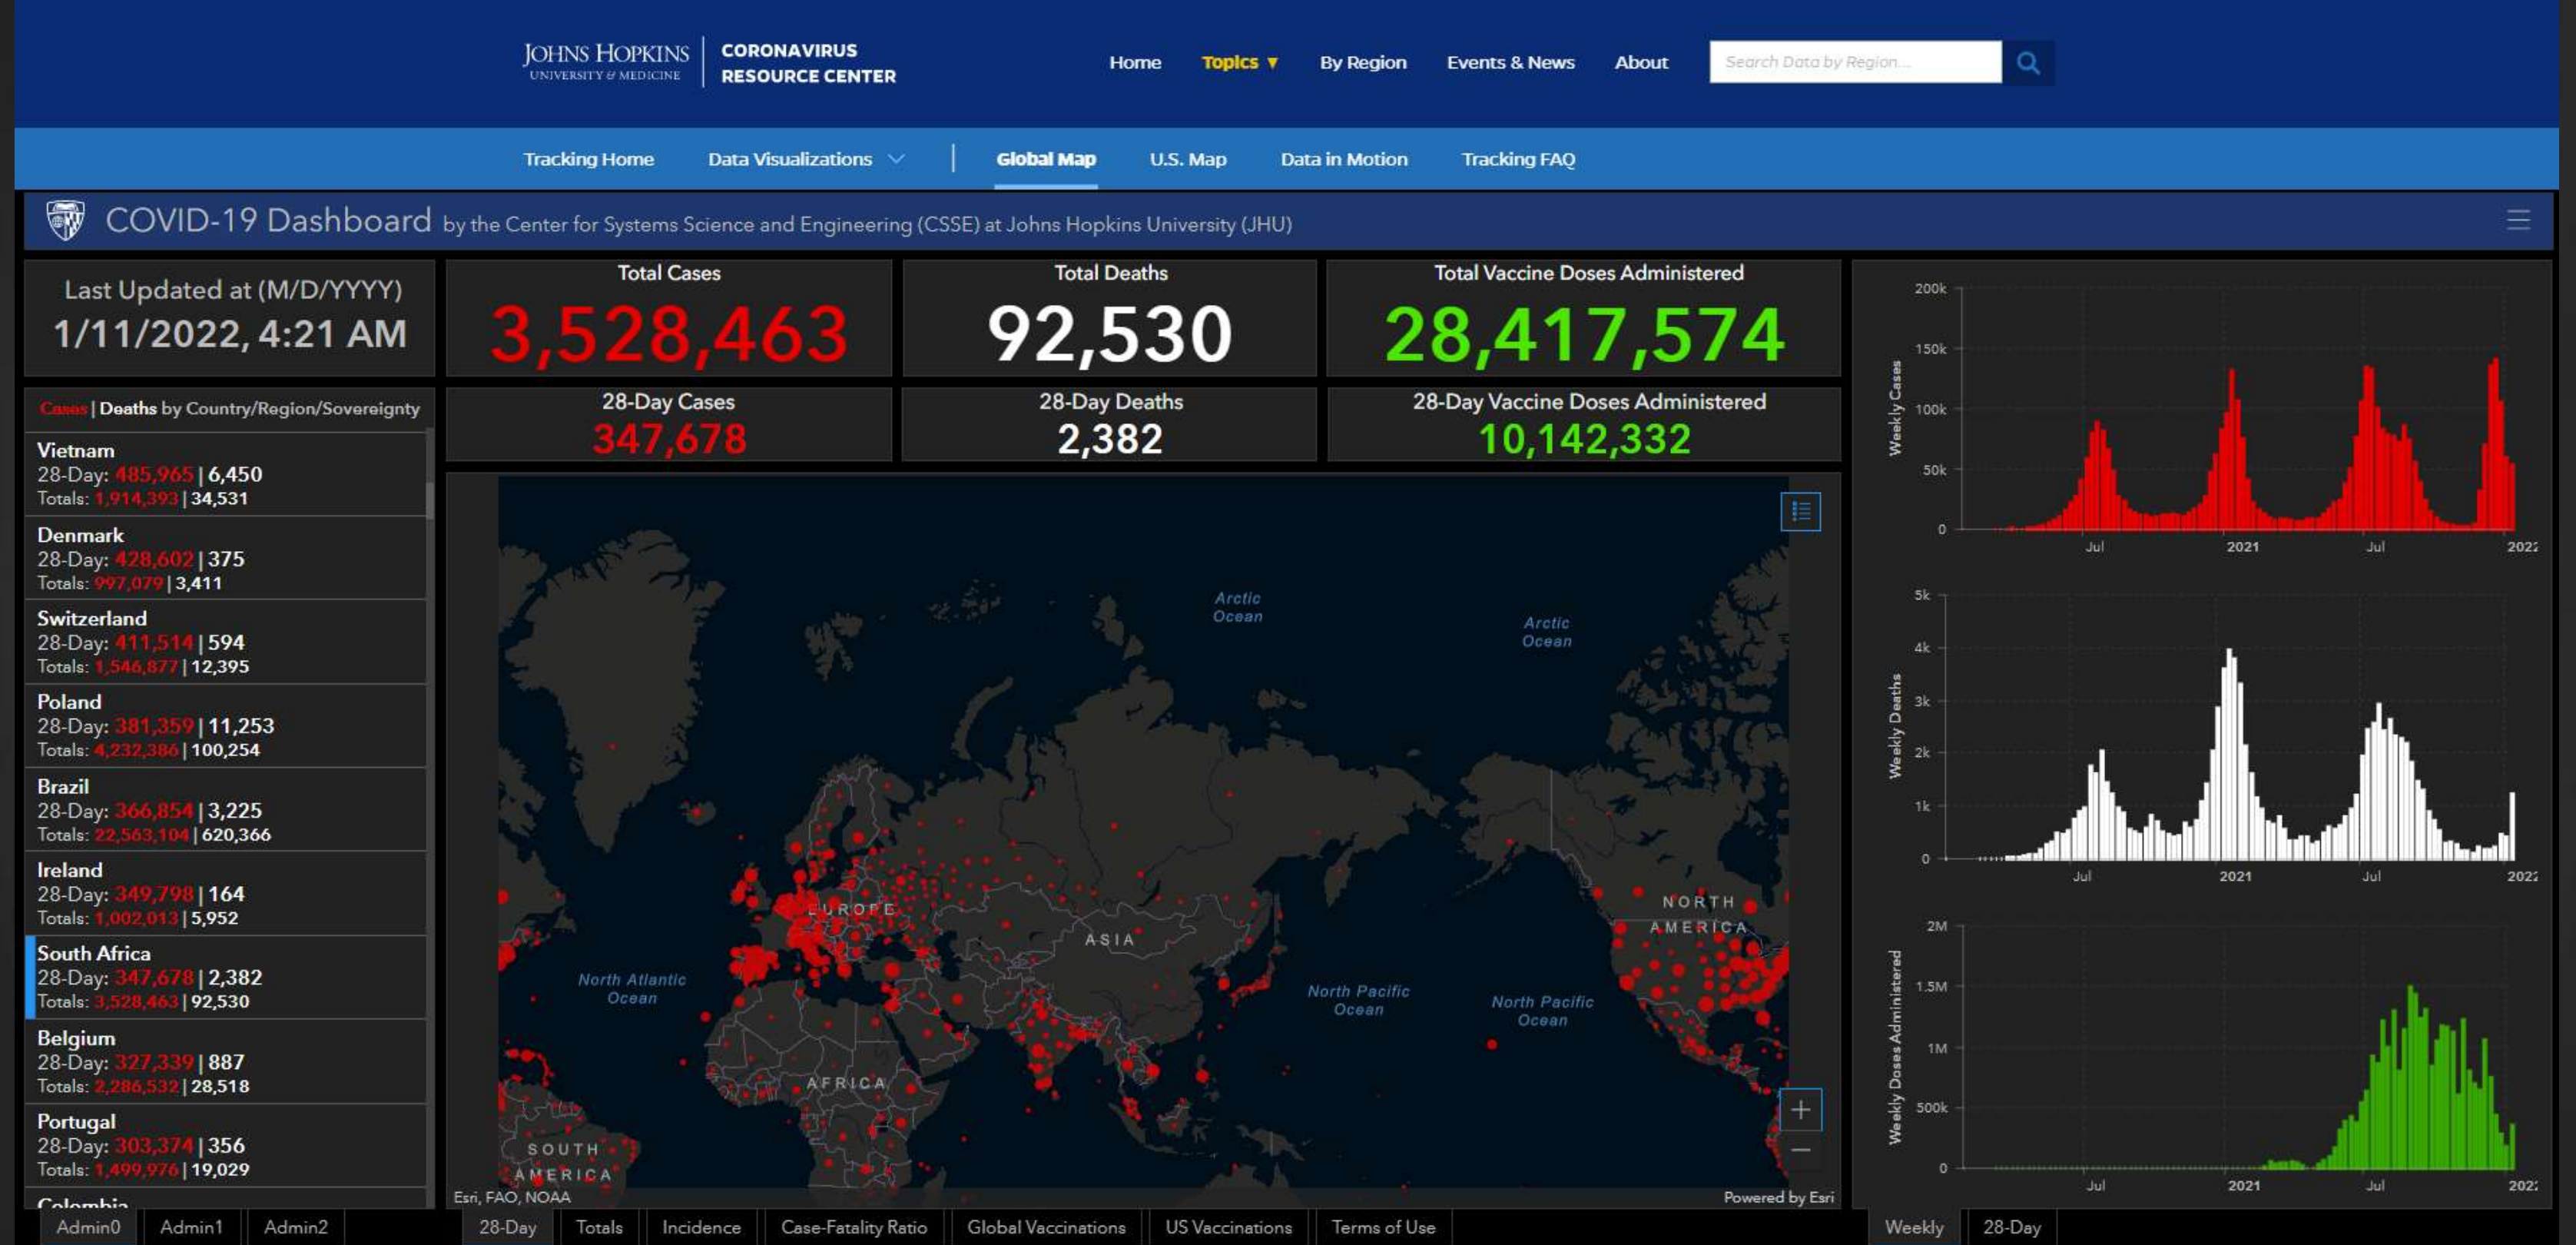 JOHNS HOPKINS
UNIVERSITY & MEDICINE
CORONAVIRUS
RESOURCE CENTER
Home
Topics ▼
By Region
Events & News
About
Search Data by Region...
Tracking Home
Data Visualizations
Global Map
U.S. Map
Data in Motion
Tracking FAQ
COVID-19 Dashboard by the Center for Systems Science and Engineering (CSSE) at Johns Hopkins University (JHU)
Last Updated at (M/D/YYYY)
1/11/2022, 4:21 AM
Total Cases
3,528,463
Total Deaths
92,530
Total Vaccine Doses Administered
28,417,574
28-Day Cases
347,678
28-Day Deaths
2,382
28-Day Vaccine Doses Administered
10,142,332
Cases | Deaths by Country/Region/Sovereignty
Vietnam
28-Day: 485,965 | 6,450
Totals: 1,914,393 | 34,531
Denmark
28-Day: 428,602 | 375
Totals: 997,079 | 3,411
Switzerland
28-Day: 411,514 | 594
Totals: 1,546,877 | 12,395
Poland
28-Day: 381,359 | 11,253
Totals: 4,232,386 | 100,254
Brazil
28-Day: 366,854 | 3,225
Totals: 22,563,104 | 620,366
Ireland
28-Day: 349,798 | 164
Totals: 1,002,013 | 5,952
South Africa
28-Day: 347,678 | 2,382
Totals: 3,528,463 | 92,530
Belgium
28-Day: 327,339 | 887
Totals: 2,286,532 | 28,518
Portugal
28-Day: 303,374 | 356
Totals: 1,499,976 | 19,029
Colombia
Admin0
Admin1
Admin2
Arctic
Ocean
Arctic
Ocean
EUROPE
ASIA
NORTH
AMERICA
North Atlantic
Ocean
North Pacific
Ocean
North Pacific
Ocean
AFRICA
SOUTH
AMERICA
+
−
Esri, FAO, NOAA
Powered by Esri
28-Day
Totals
Incidence
Case-Fatality Ratio
Global Vaccinations
US Vaccinations
Terms of Use
Weekly Cases
200k
150k
100k
50k
0
Jul
2021
Jul
2022
Weekly Deaths
5k
4k
3k
2k
1k
0
Jul
2021
Jul
2022
Weekly Doses Administered
2M
1.5M
1M
500k
0
Jul
2021
Jul
202
Weekly
28-Day